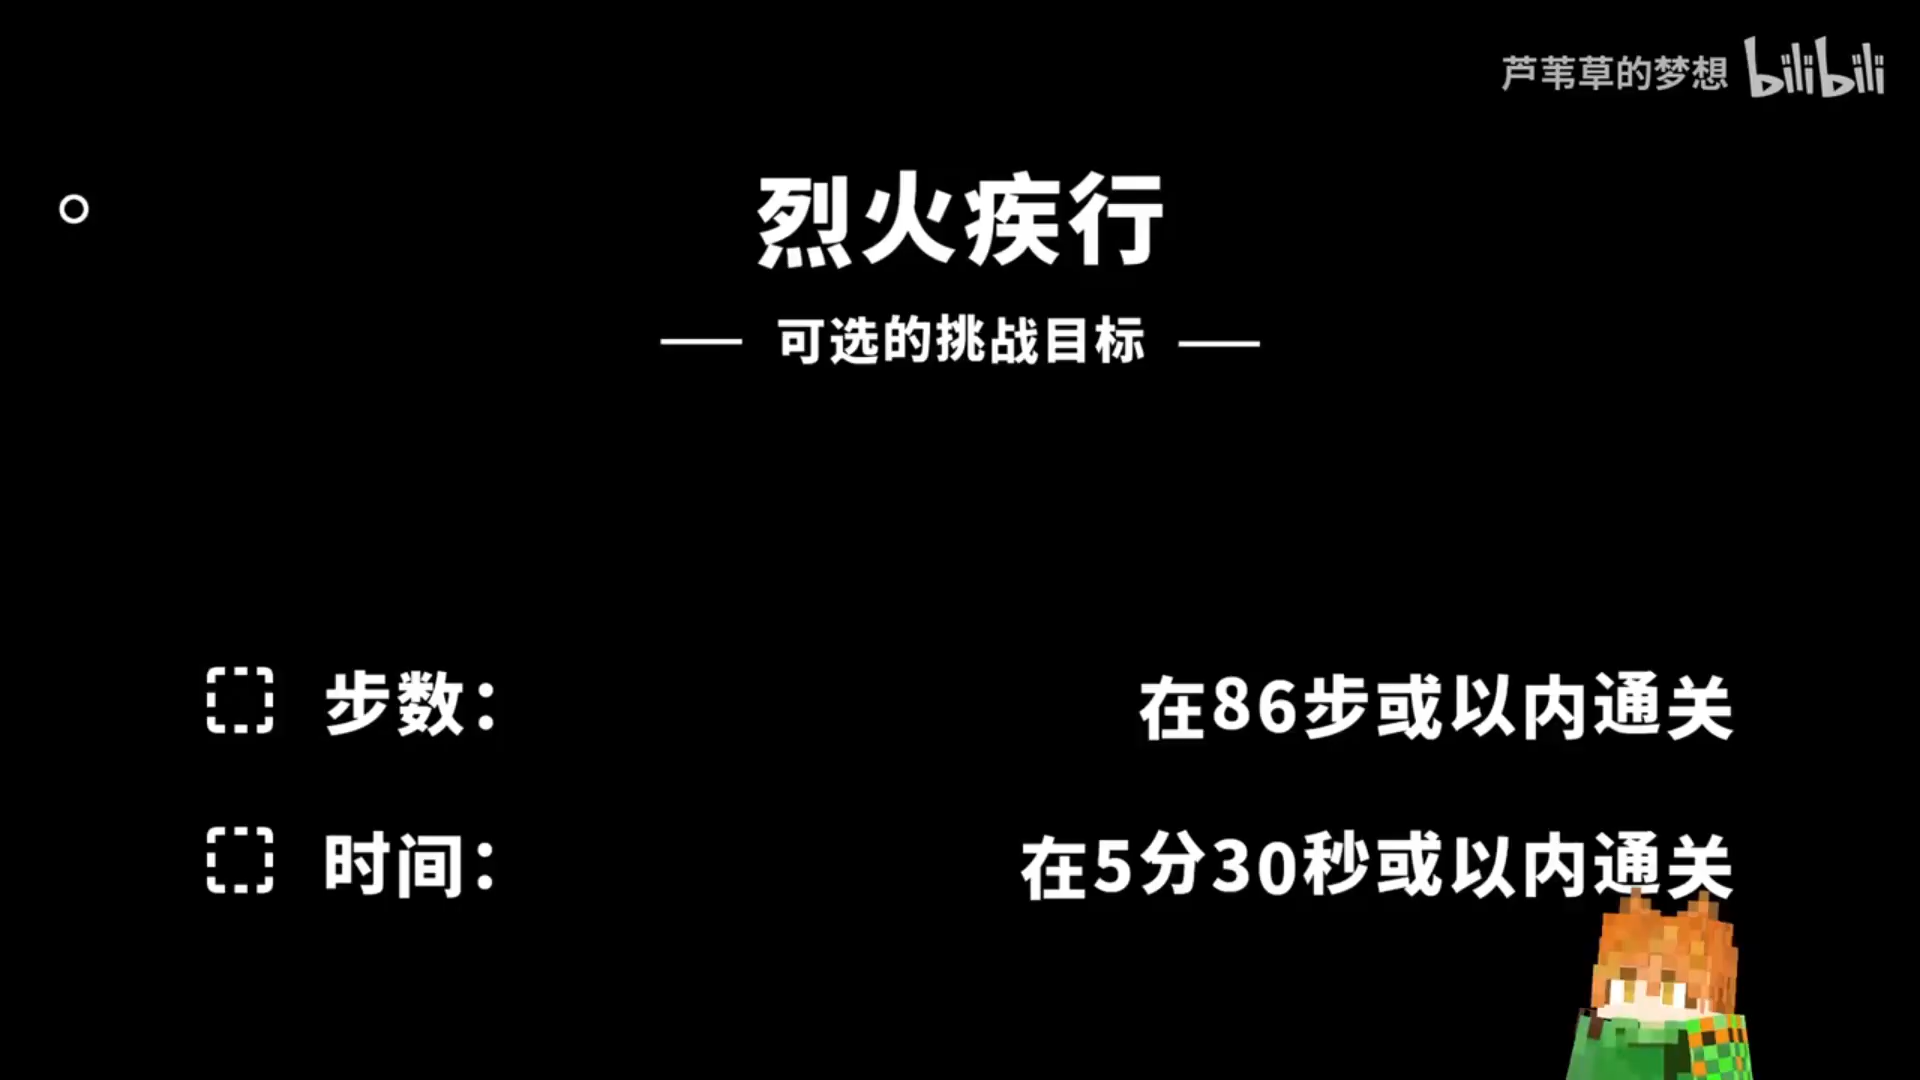 芦苇草的梦想 bilibili
烈火疾行
可选的挑战目标
步数： 在86步或以内通关
时间： 在5分30秒或以内通关